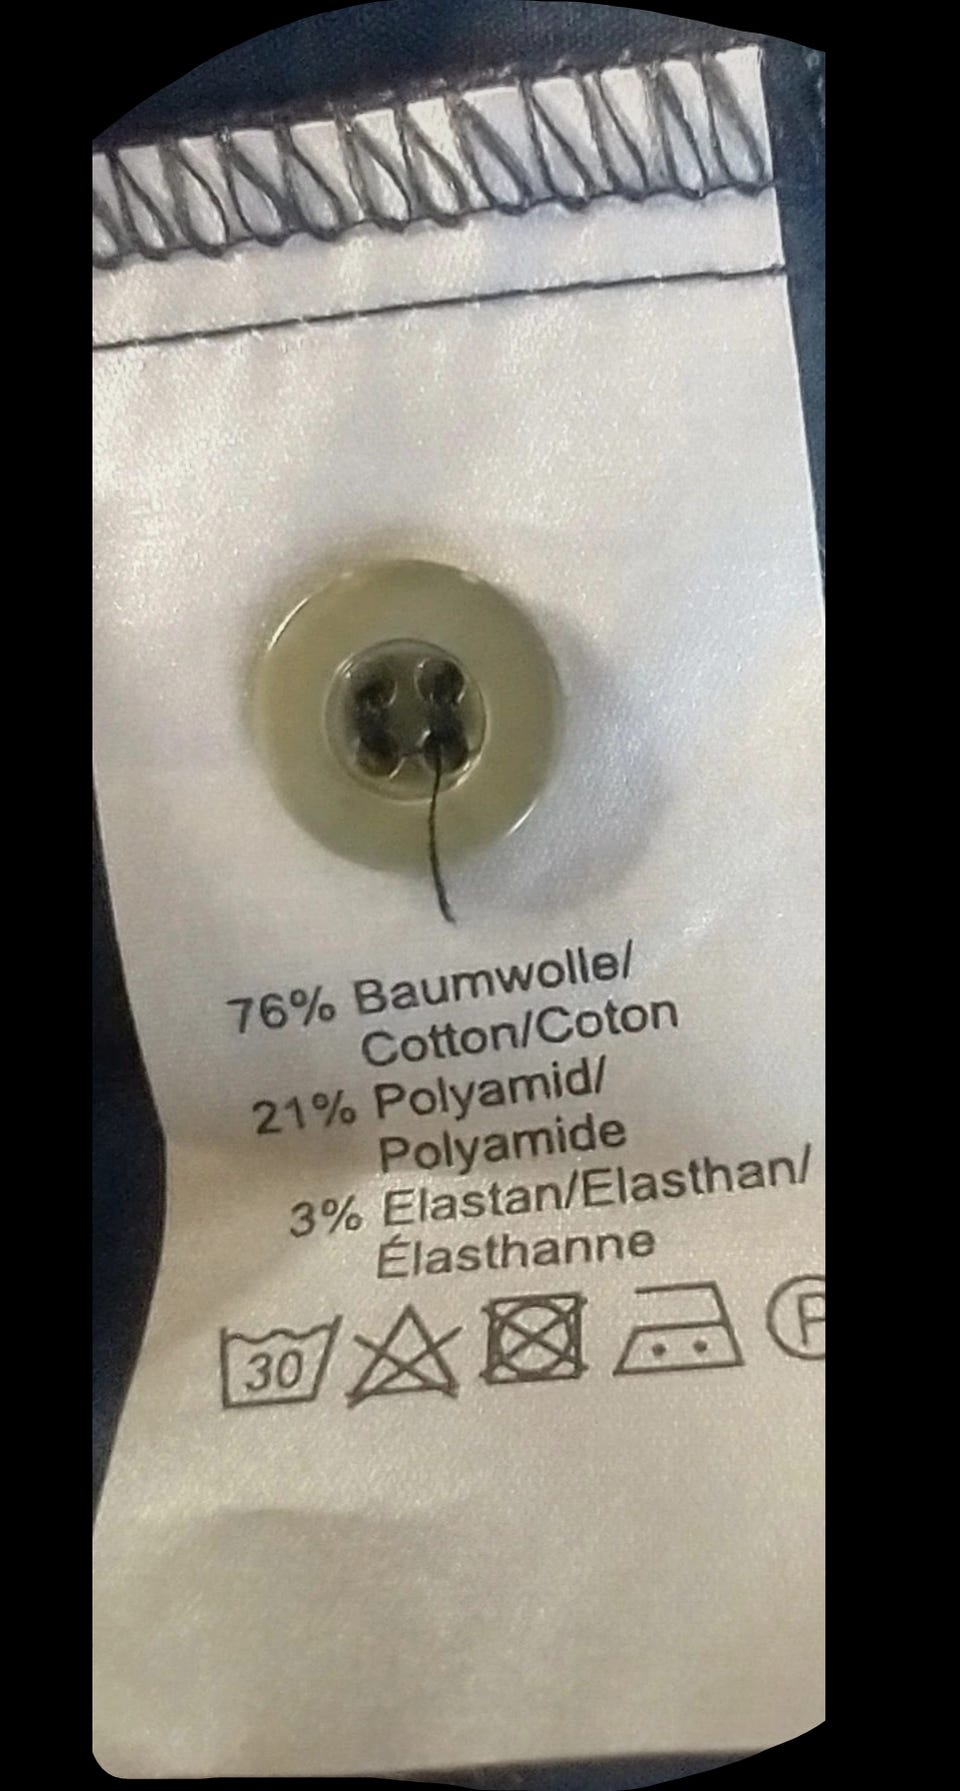 76% Baumwolle/
Cotton/Coton
21% Polyamid/
Polyamide
3% Elastan/Elasthan/
Élasthanne
30
P